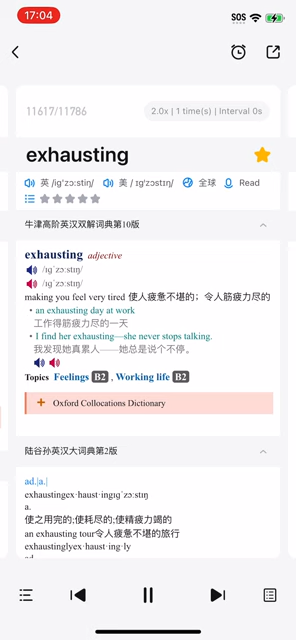 17:04
SOS
11617/11786
2.0x | 1 time(s) | Interval 0s
exhausting
英 /ig'zɔːstiŋ/ 美 / ɪɡˈzɔstɪŋ/ 全球 Read
牛津高阶英汉双解词典第10版
exhausting adjective
/ɪɡˈzɔːstɪŋ/
/ɪɡˈzɔːstɪŋ/
making you feel very tired 使人疲惫不堪的；令人筋疲力尽的
• an exhausting day at work
工作得筋疲力尽的一天
• I find her exhausting—she never stops talking.
我发现她真累人——她总是说个不停。
Topics Feelings B2 , Working life B2
+ Oxford Collocations Dictionary
陆谷孙英汉大词典第2版
ad.|a.|
exhaustingex·haust·ingɪɡˈzɔːstɪŋ
a.
使之用完的;使耗尽的;使精疲力竭的
an exhausting tour令人疲惫不堪的旅行
exhaustinglyex·haust·ing·ly